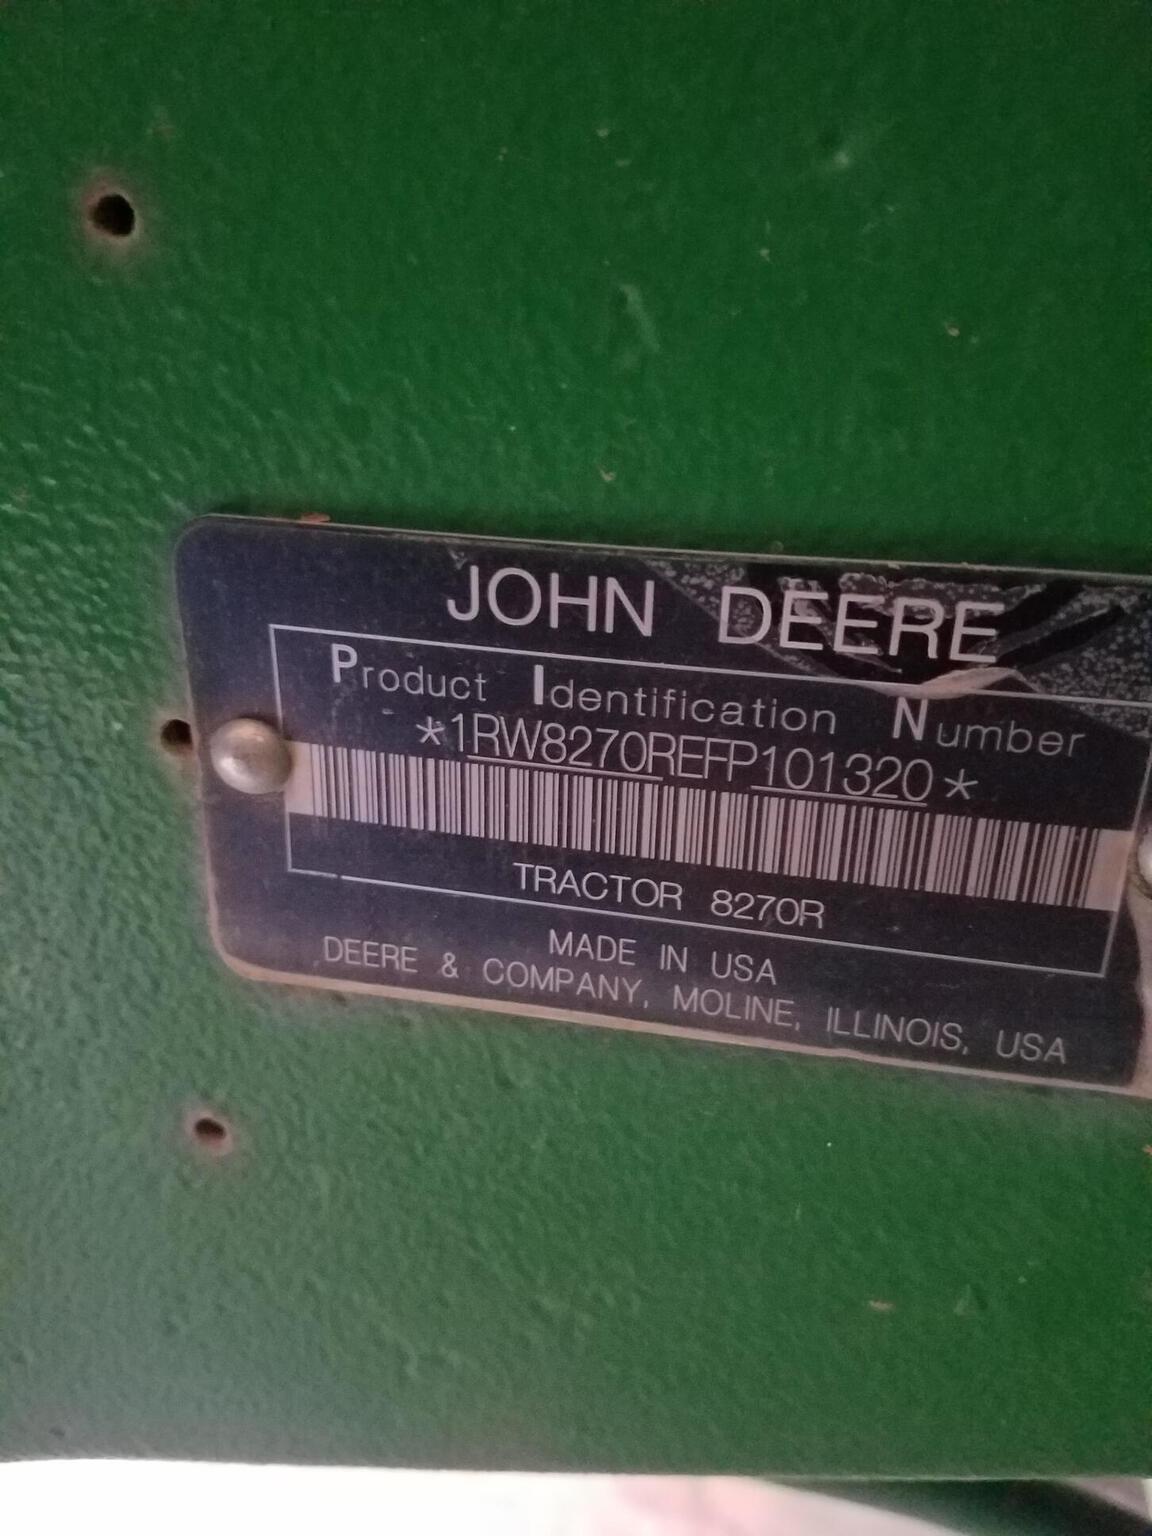 JOHN DEERE
Product Identification Number
*1RW8270REFP101320*
TRACTOR 8270R
MADE IN USA
DEERE & COMPANY, MOLINE, ILLINOIS, USA